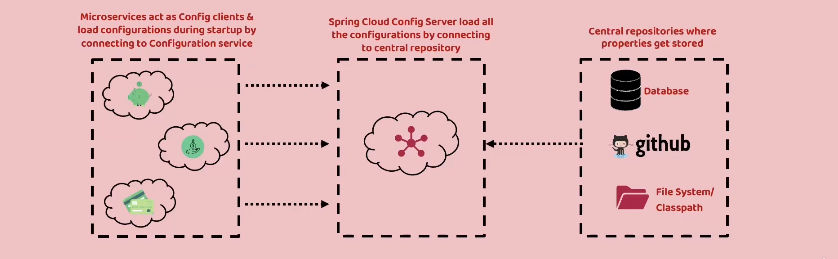 Microservices act as Config clients &
load configurations during startup by
connecting to Configuration service
Spring Cloud Config Server load all
the configurations by connecting
to central repository
Central repositories where
properties get stored
Database
github
File System/
Classpath